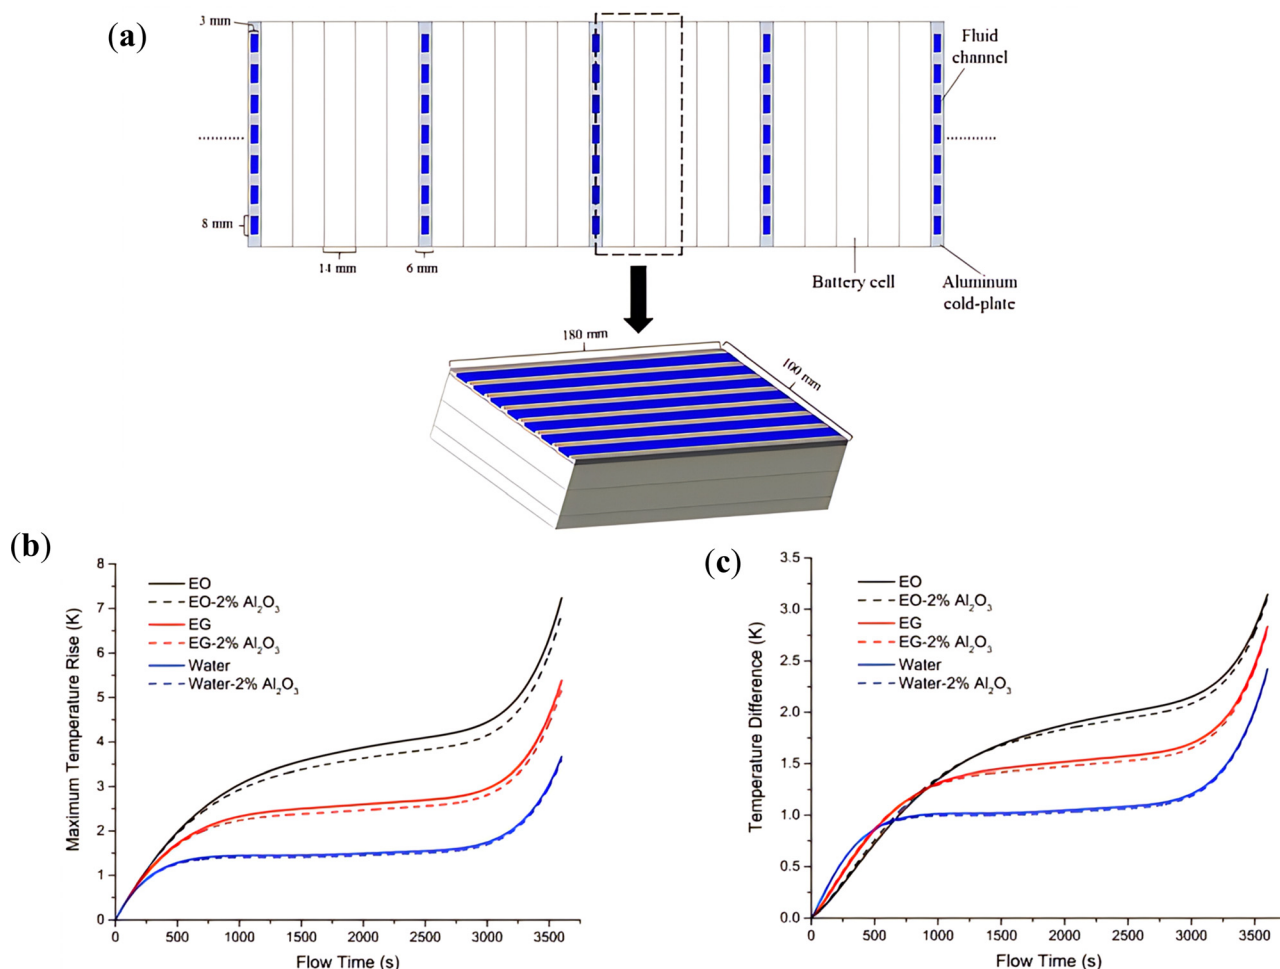 (a)
3 mm
8 mm
14 mm
6 mm
Fluid
channel
Battery cell
Aluminum
cold-plate
180 mm
100 mm
(b)
8
7
6
5
4
3
2
1
0
Maximum Temperature Rise (K)
EO
EO-2% Al₂O₃
EG
EG-2% Al₂O₃
Water
Water-2% Al₂O₃
0 500 1000 1500 2000 2500 3000 3500
Flow Time (s)
(c)
3.5
3.0
2.5
2.0
1.5
1.0
0.5
0.0
Temperature Difference (K)
EO
EO-2% Al₂O₃
EG
EG-2% Al₂O₃
Water
Water-2% Al₂O₃
0 500 1000 1500 2000 2500 3000 3500
Flow Time (s)